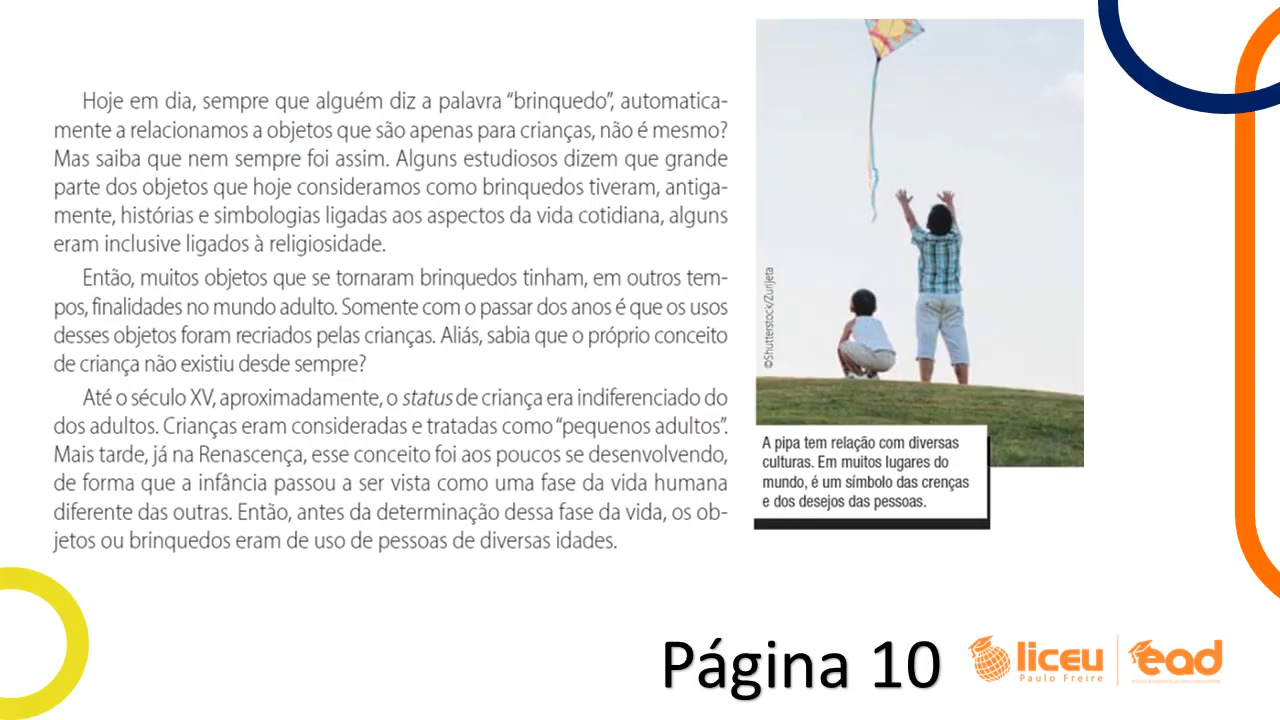 Hoje em dia, sempre que alguém diz a palavra “brinquedo”, automatica-
mente a relacionamos a objetos que são apenas para crianças, não é mesmo?
Mas saiba que nem sempre foi assim. Alguns estudiosos dizem que grande
parte dos objetos que hoje consideramos como brinquedos tiveram, antiga-
mente, histórias e simbologias ligadas aos aspectos da vida cotidiana, alguns
eram inclusive ligados à religiosidade.
Então, muitos objetos que se tornaram brinquedos tinham, em outros tem-
pos, finalidades no mundo adulto. Somente com o passar dos anos é que os usos
desses objetos foram recriados pelas crianças. Aliás, sabia que o próprio conceito
de criança não existiu desde sempre?
Até o século XV, aproximadamente, o status de criança era indiferenciado do
dos adultos. Crianças eram consideradas e tratadas como “pequenos adultos”.
Mais tarde, já na Renascença, esse conceito foi aos poucos se desenvolvendo,
de forma que a infância passou a ser vista como uma fase da vida humana
diferente das outras. Então, antes da determinação dessa fase da vida, os ob-
jetos ou brinquedos eram de uso de pessoas de diversas idades.
©Shutterstock/Zurijeta
A pipa tem relação com diversas
culturas. Em muitos lugares do
mundo, é um símbolo das crenças
e dos desejos das pessoas.
Página 10
liceu
Paulo Freire
ead